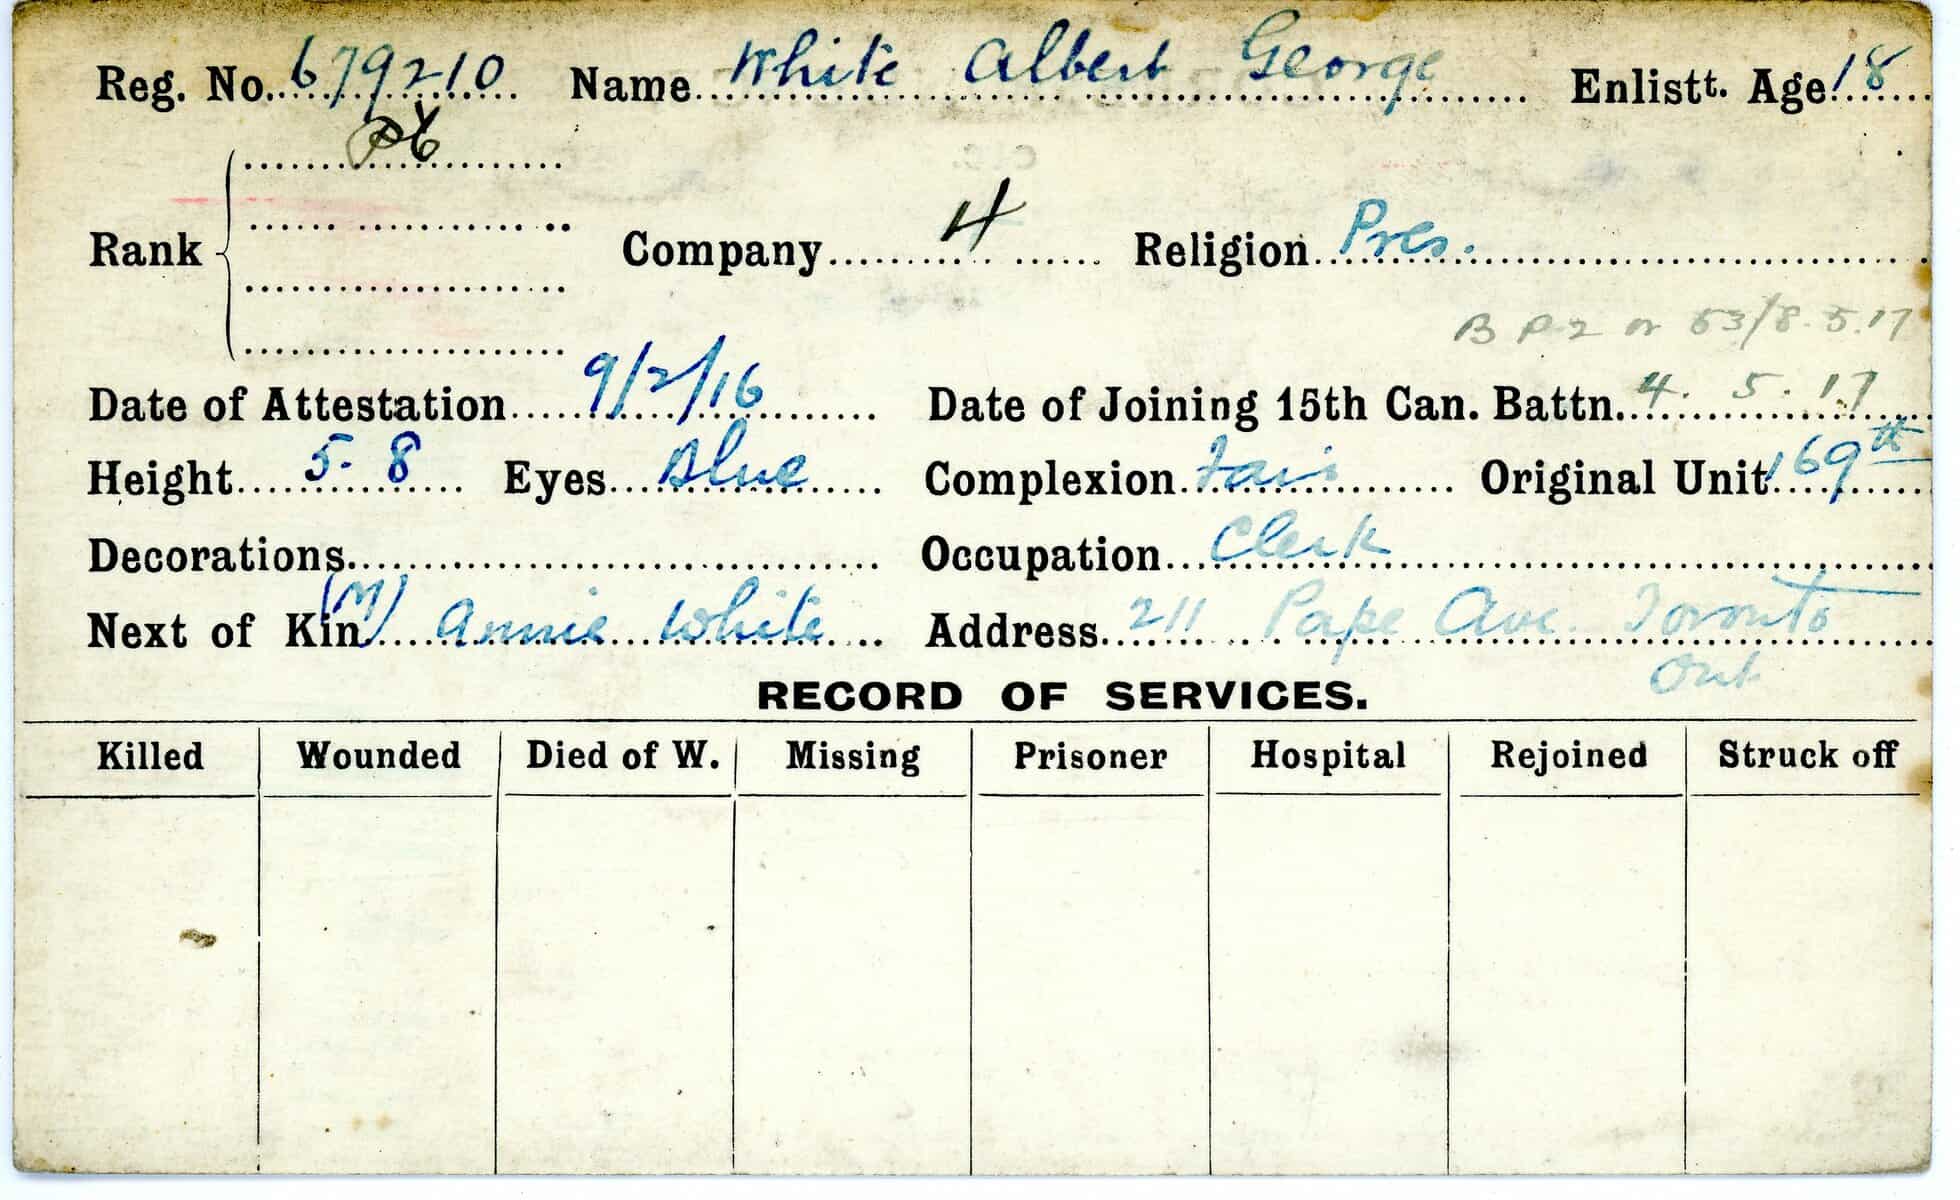 Reg. No. 679210 Name White Albert George Enlistt. Age 18
Pte
Rank Company 4 Religion Pres.
B P.2 or 53/8.5.17
Date of Attestation 9/2/16 Date of Joining 15th Can. Battn. 4. 5. 17
Height 5. 8 Eyes Blue Complexion Fair Original Unit 169th
Decorations Occupation Clerk
Next of Kin (M) Annie White Address 211 Pape Ave. Toronto
Ont
RECORD OF SERVICES.
Killed Wounded Died of W. Missing Prisoner Hospital Rejoined Struck off